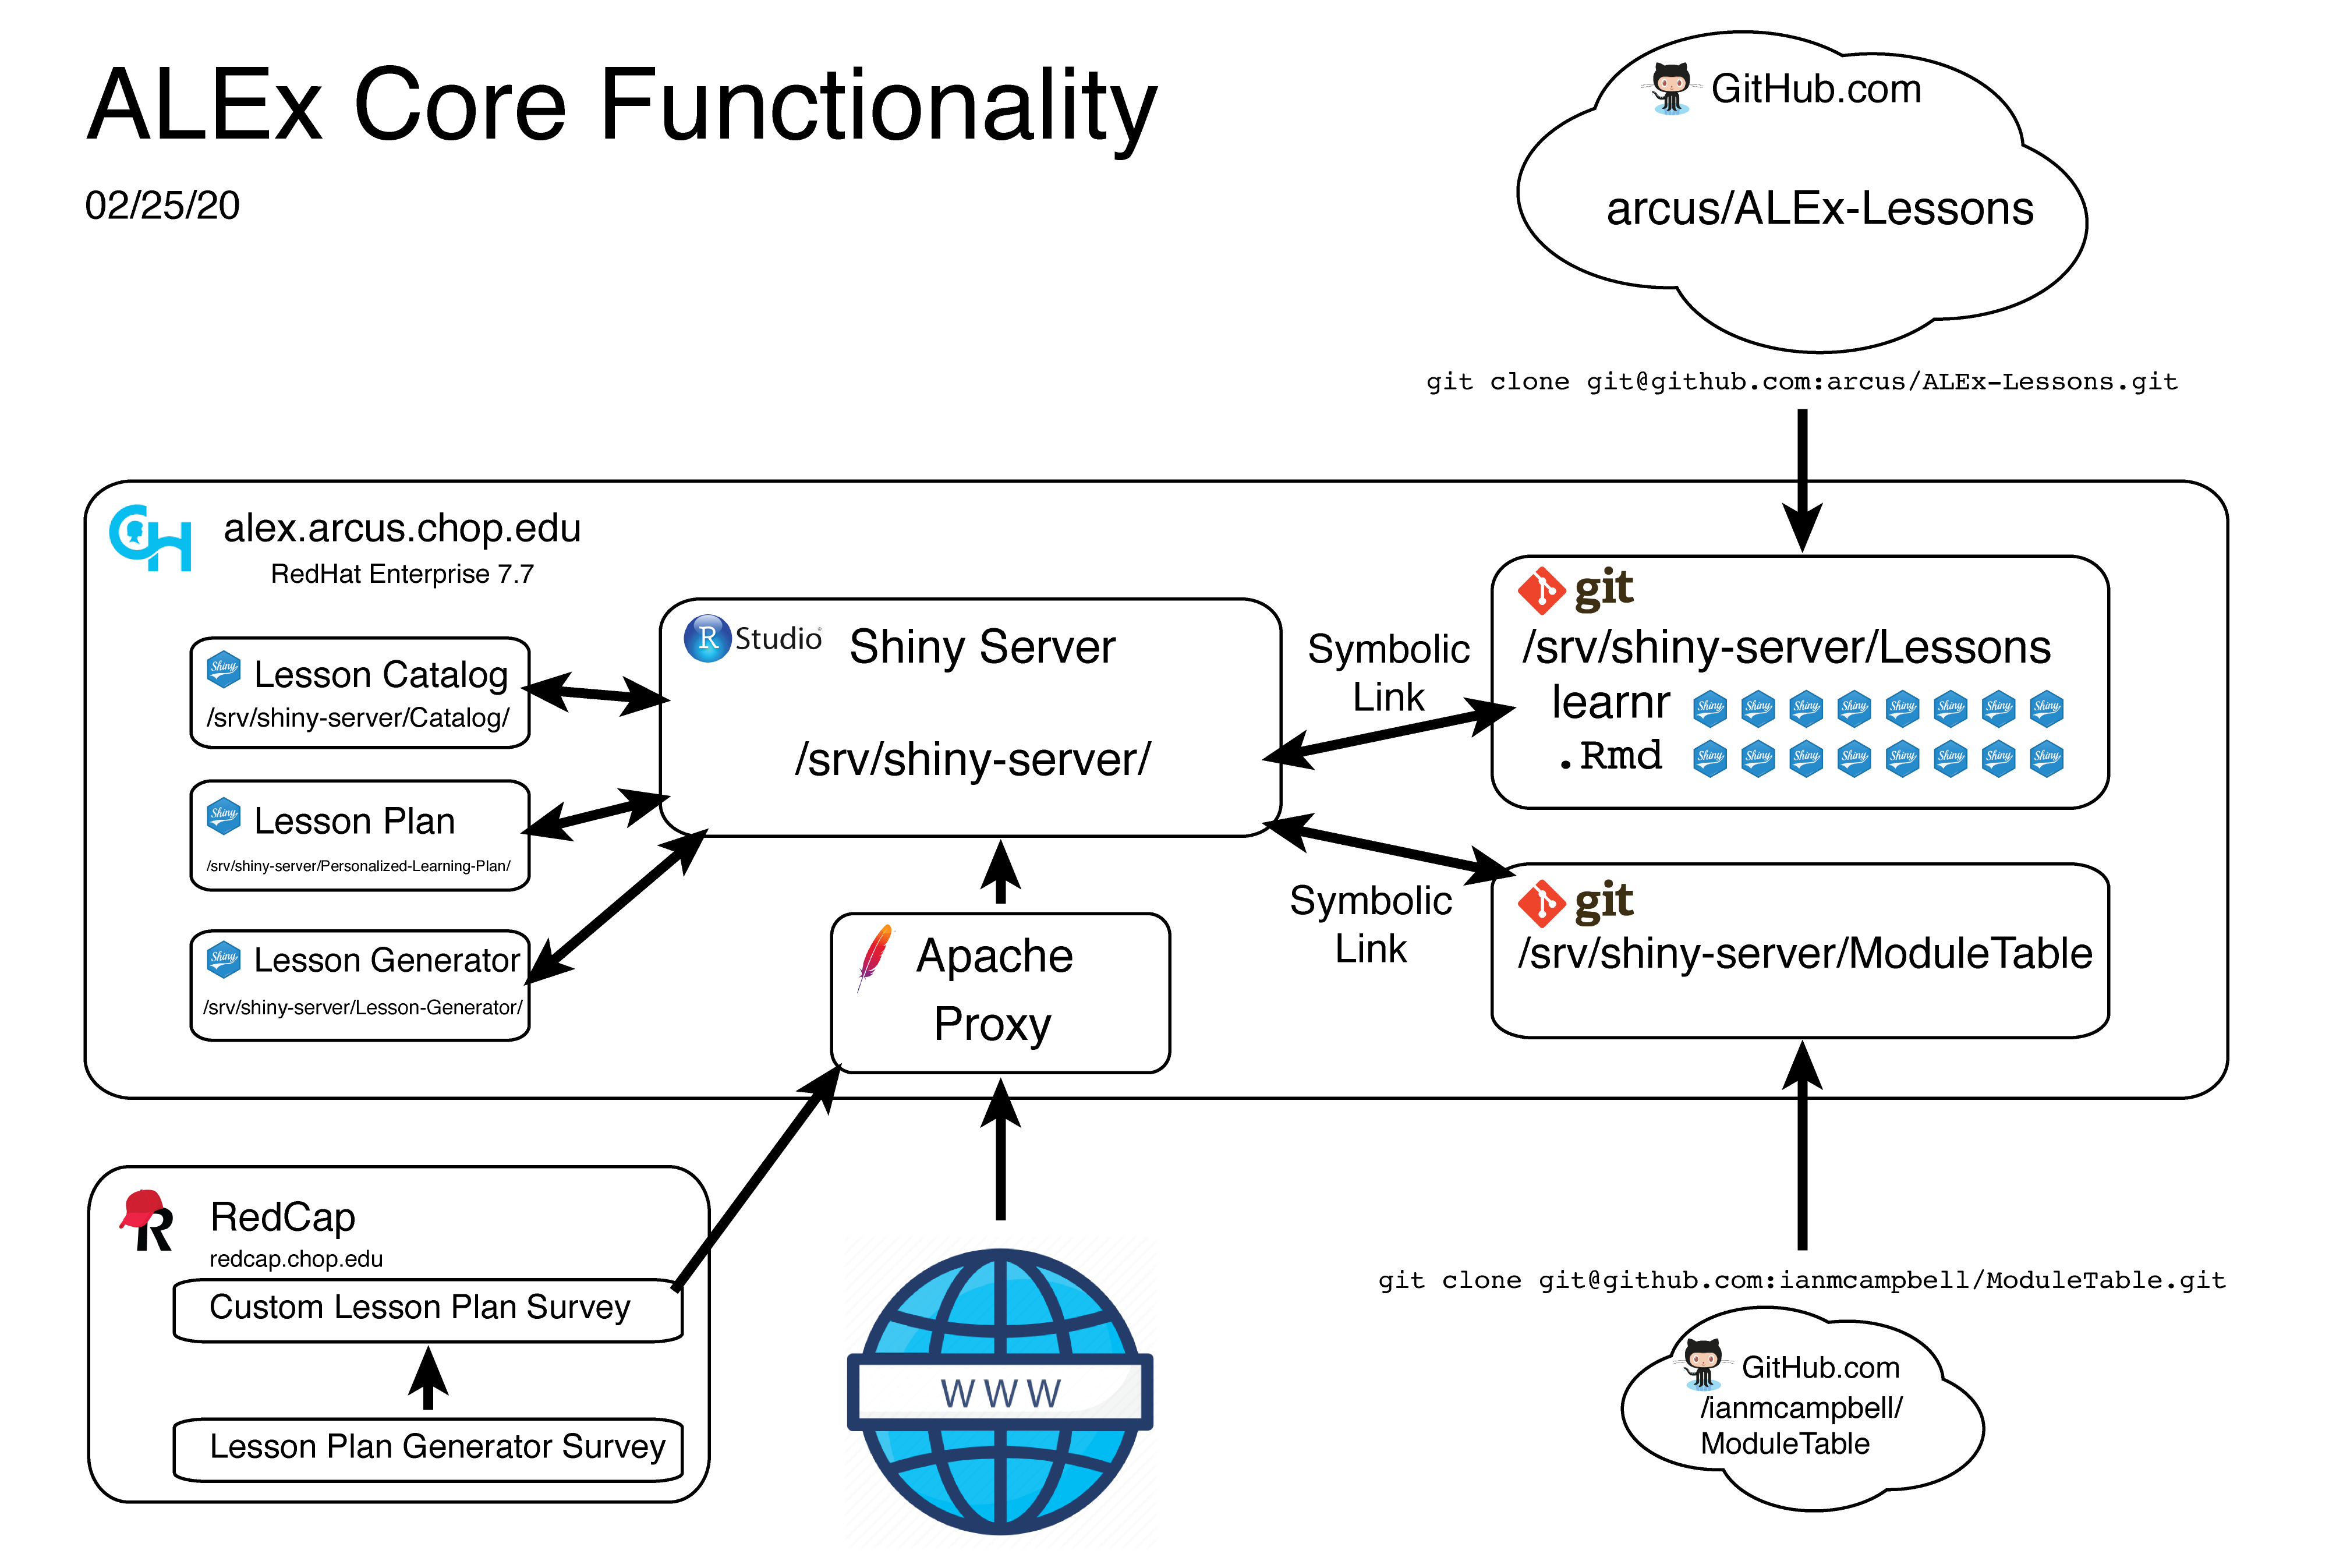 ALEx Core Functionality
02/25/20
GitHub.com
arcus/ALEx-Lessons
git clone git@github.com:arcus/ALEx-Lessons.git
CH
alex.arcus.chop.edu
RedHat Enterprise 7.7
Shiny
Lesson Catalog
/srv/shiny-server/Catalog/
Shiny
Lesson Plan
/srv/shiny-server/Personalized-Learning-Plan/
Shiny
Lesson Generator
/srv/shiny-server/Lesson-Generator/
R Studio
Shiny Server
/srv/shiny-server/
Apache
Proxy
Symbolic
Link
Symbolic
Link
git
/srv/shiny-server/Lessons
learnr
Shiny Shiny Shiny Shiny Shiny Shiny Shiny Shiny
.Rmd
Shiny Shiny Shiny Shiny Shiny Shiny Shiny Shiny
git
/srv/shiny-server/ModuleTable
R
RedCap
redcap.chop.edu
Custom Lesson Plan Survey
Lesson Plan Generator Survey
WWW
git clone git@github.com:ianmcampbell/ModuleTable.git
GitHub.com
/ianmcampbell/
ModuleTable